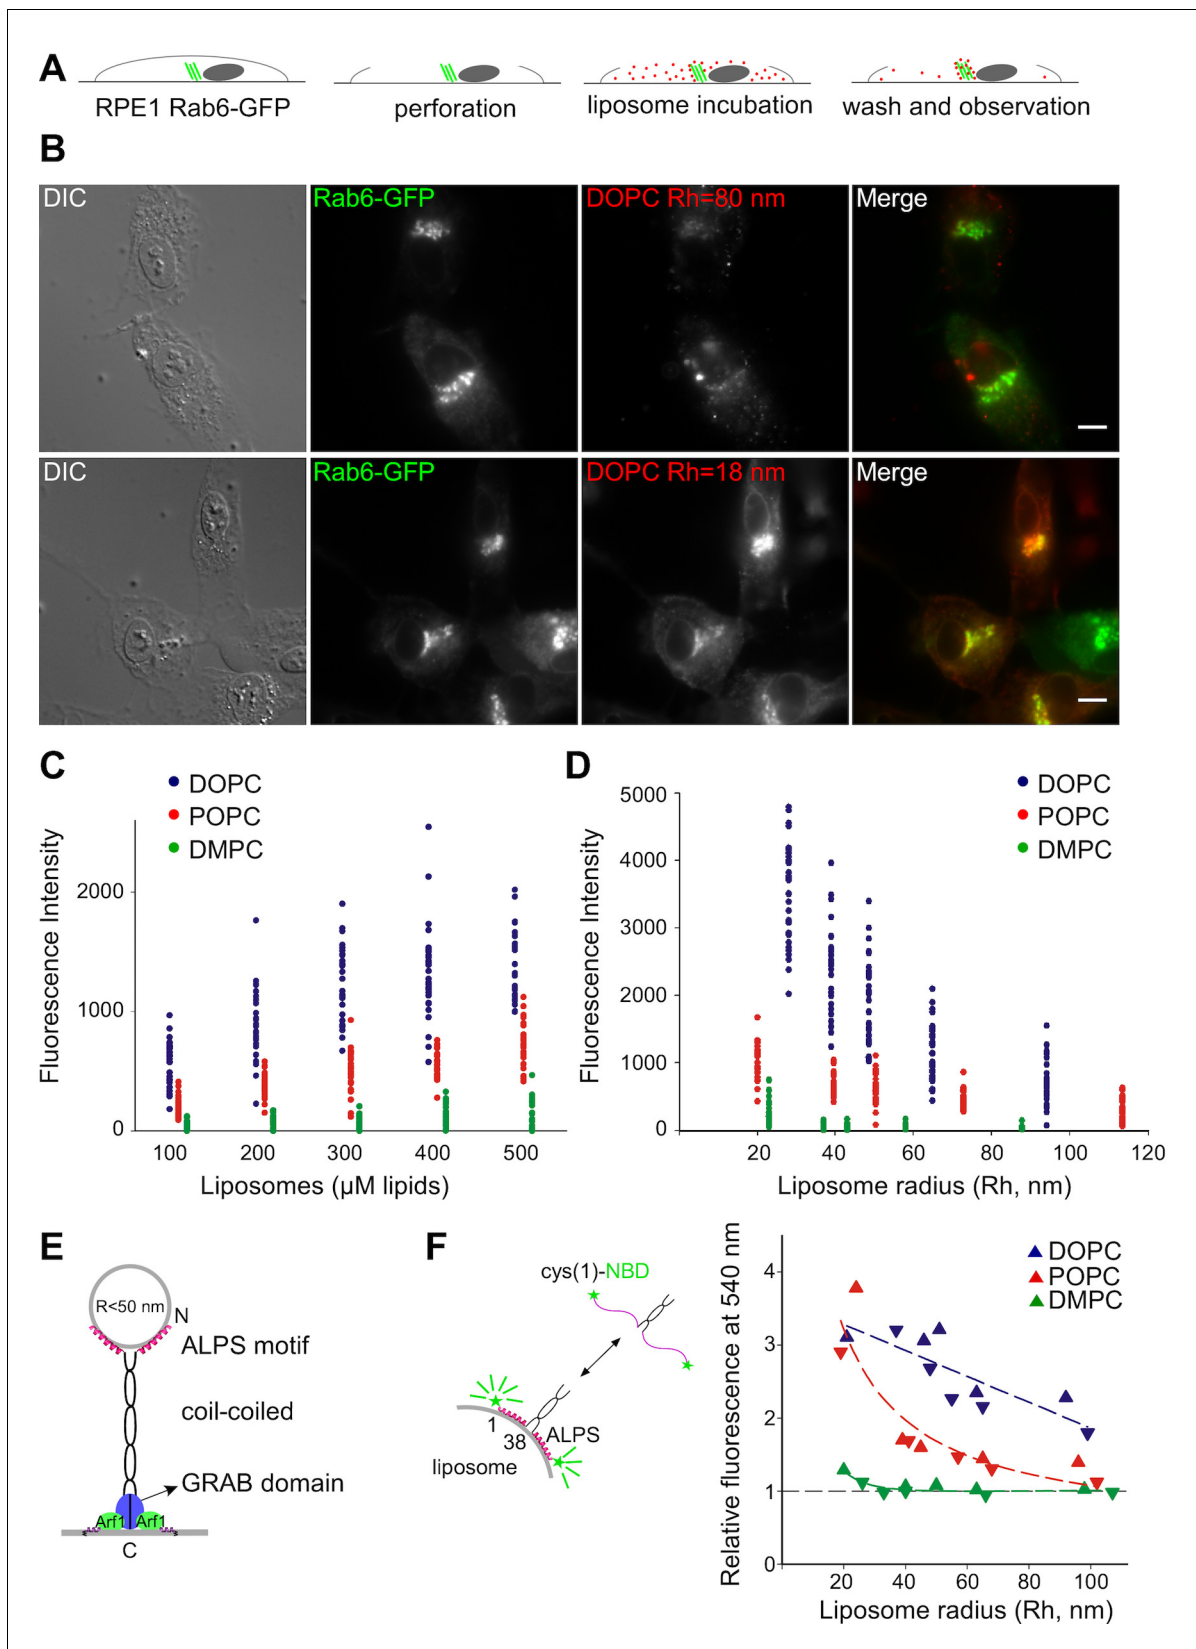 A
RPE1 Rab6-GFP
perforation
liposome incubation
wash and observation
B
DIC
Rab6-GFP
DOPC Rh=80 nm
Merge
DIC
Rab6-GFP
DOPC Rh=18 nm
Merge
C
DOPC
POPC
DMPC
Fluorescence Intensity
2000
1000
0
100 200 300 400 500
Liposomes (µM lipids)
D
DOPC
POPC
DMPC
Fluorescence Intensity
5000
4000
3000
2000
1000
0
20 40 60 80 100 120
Liposome radius (Rh, nm)
E
R<50 nm
N
ALPS motif
coil-coiled
GRAB domain
Arf1 Arf1
C
F
cys(1)-NBD
1
38
ALPS
liposome
Relative fluorescence at 540 nm
DOPC
POPC
DMPC
4
3
2
1
0
20 40 60 80 100
Liposome radius (Rh, nm)